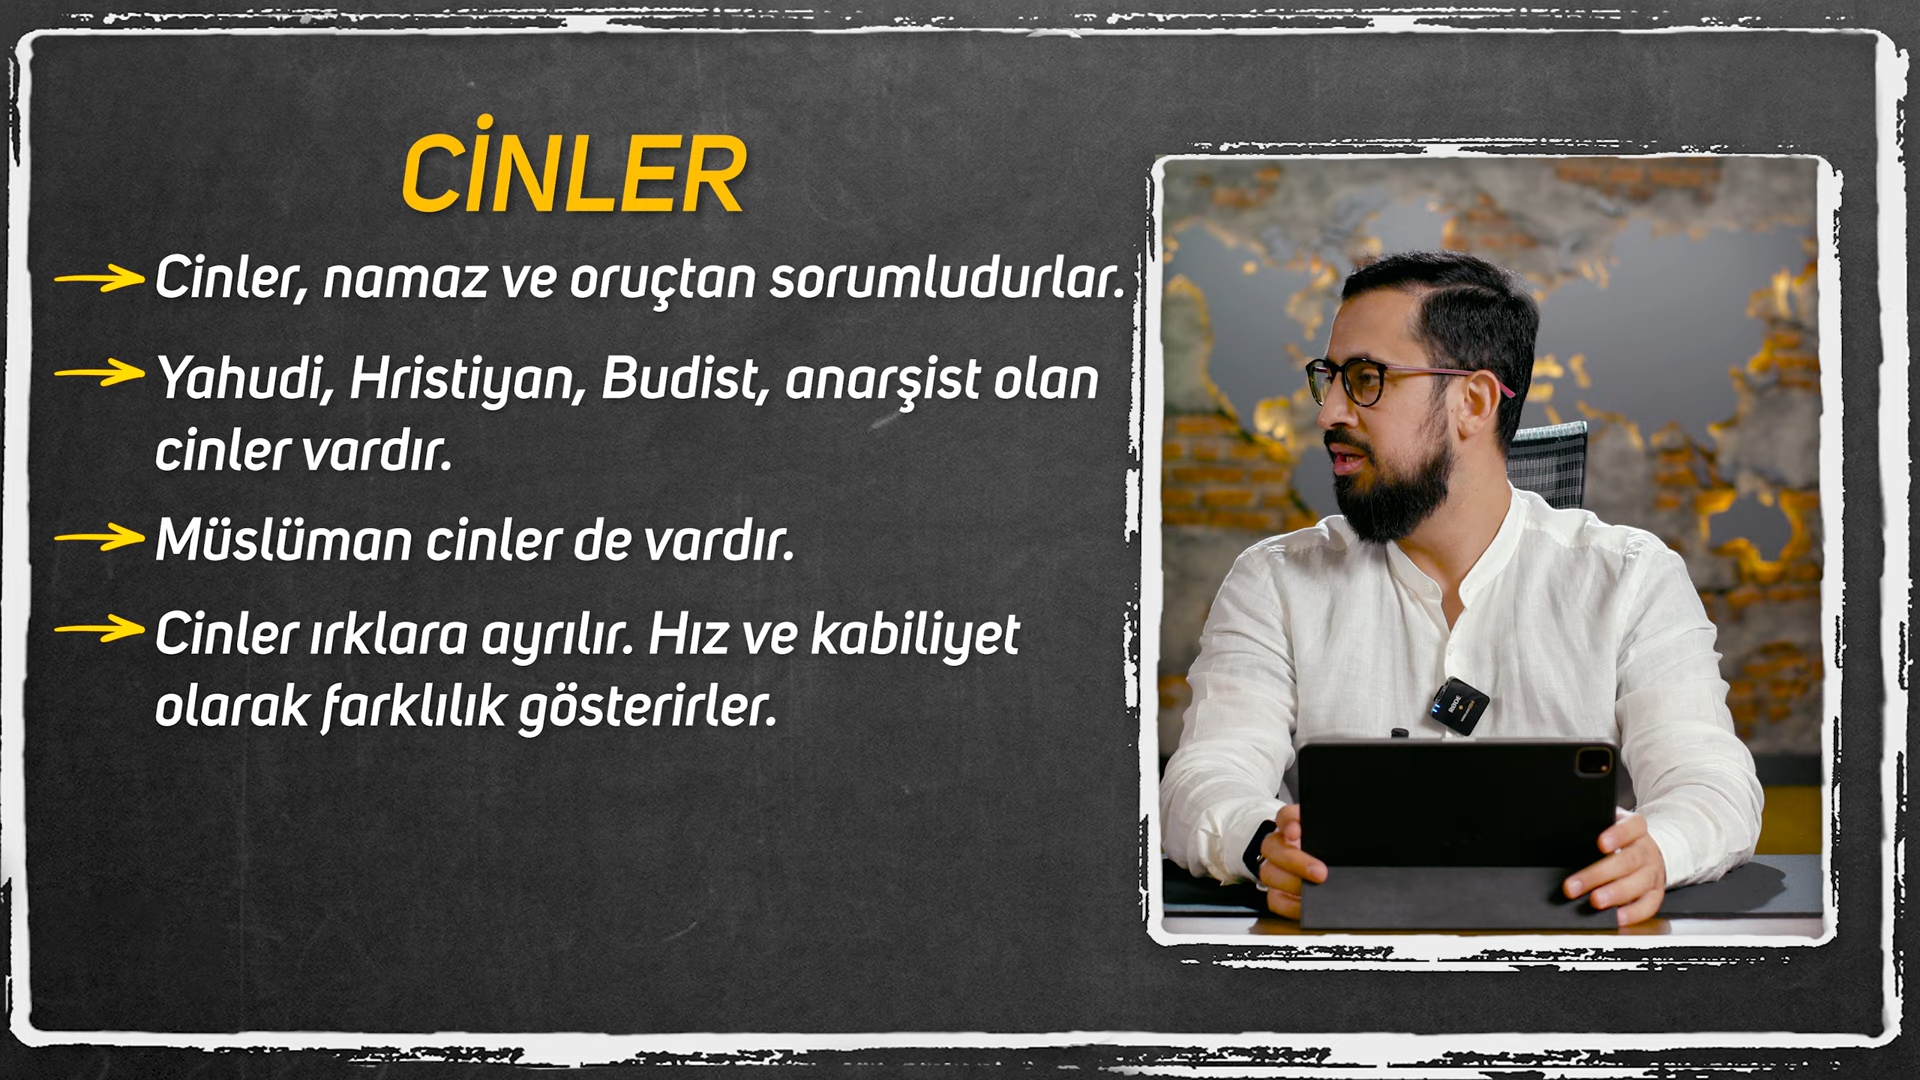 CİNLER
Cinler, namaz ve oruçtan sorumludurlar.
Yahudi, Hristiyan, Budist, anarşist olan
cinler vardır.
Müslüman cinler de vardır.
Cinler ırklara ayrılır. Hız ve kabiliyet
olarak farklılık gösterirler.
RØDE